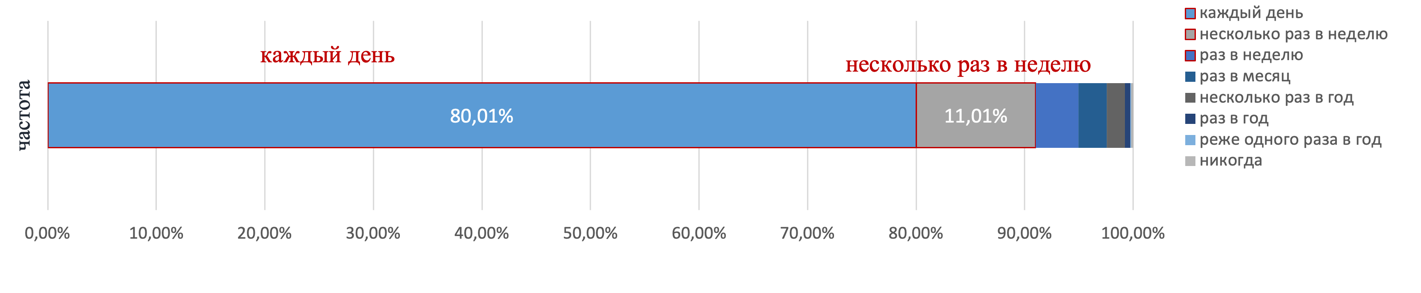 каждый день
несколько раз в неделю
частота
80,01%
11,01%
0,00% 10,00% 20,00% 30,00% 40,00% 50,00% 60,00% 70,00% 80,00% 90,00% 100,00%
каждый день
несколько раз в неделю
раз в неделю
раз в месяц
несколько раз в год
раз в год
реже одного раза в год
никогда